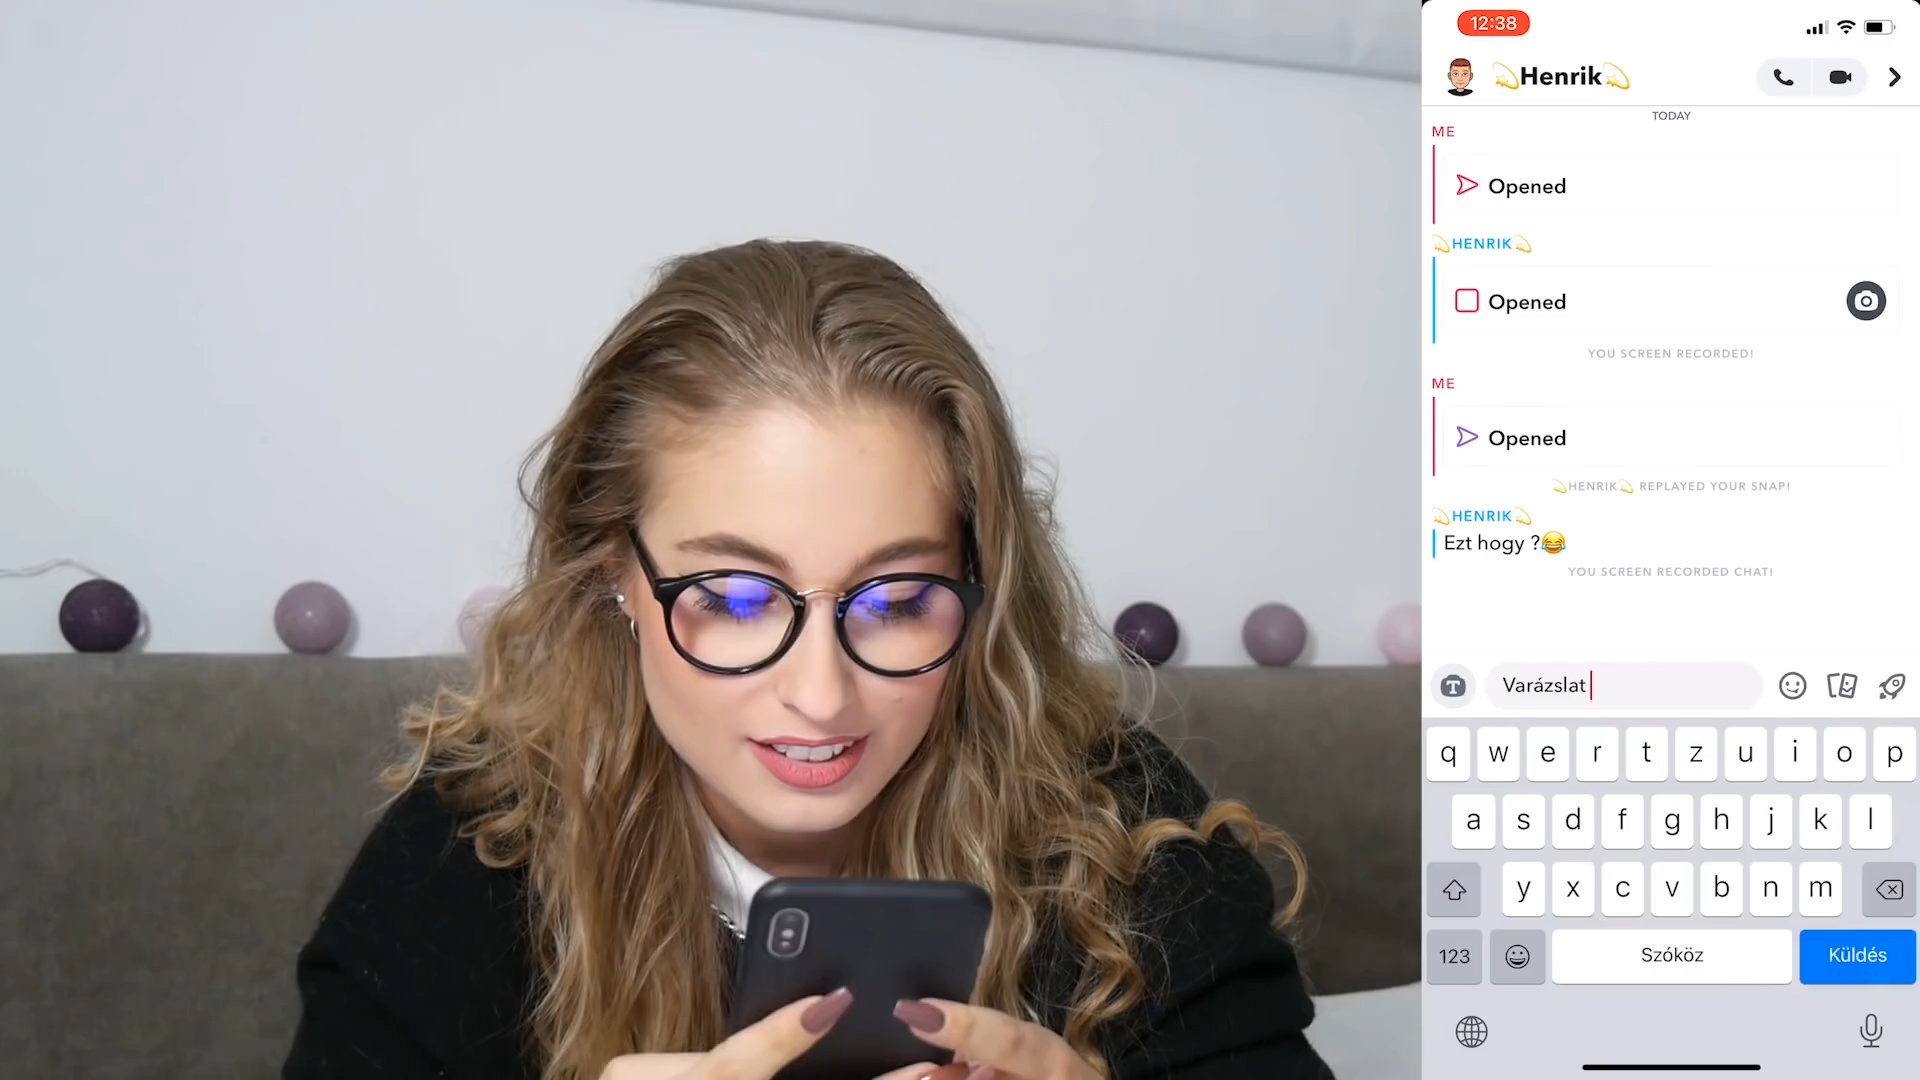 12:38
💫Henrik💫
TODAY
ME
Opened
💫HENRIK💫
Opened
YOU SCREEN RECORDED!
ME
Opened
💫HENRIK💫 REPLAYED YOUR SNAP!
💫HENRIK💫
Ezt hogy ?😂
YOU SCREEN RECORDED CHAT!
T Varázslat
q w e r t z u i o p
a s d f g h j k l
y x c v b n m
123 Szóköz Küldés